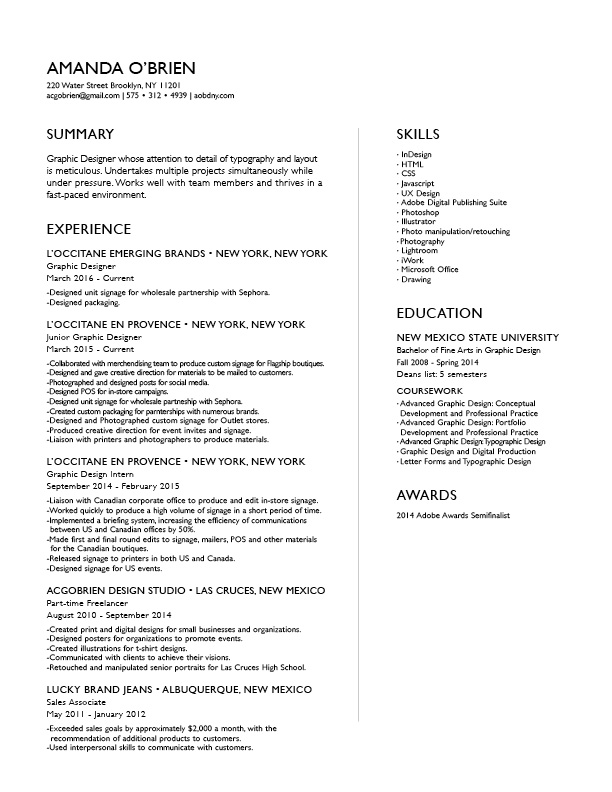 AMANDA O'BRIEN
220 Water Street Brooklyn, NY 11201
acgobrien@gmail.com | 575 • 312 • 4939 | aobdny.com
SUMMARY
Graphic Designer whose attention to detail of typography and layout
is meticulous. Undertakes multiple projects simultaneously while
under pressure. Works well with team members and thrives in a
fast-paced environment.
EXPERIENCE
L'OCCITANE EMERGING BRANDS • NEW YORK, NEW YORK
Graphic Designer
March 2016 - Current
-Designed unit signage for wholesale partnership with Sephora.
-Designed packaging.
L'OCCITANE EN PROVENCE • NEW YORK, NEW YORK
Junior Graphic Designer
March 2015 - Current
-Collaborated with merchendising team to produce custom signage for Flagship boutiques.
-Designed and gave creative direction for materials to be mailed to customers.
-Photographed and designed posts for social media.
-Designed POS for in-store campaigns.
-Designed unit signage for wholesale partneship with Sephora.
-Created custom packaging for parnterships with numerous brands.
-Designed and Photographed custom signage for Outlet stores.
-Produced creative direction for event invites and signage.
-Liaison with printers and photographers to produce materials.
L'OCCITANE EN PROVENCE • NEW YORK, NEW YORK
Graphic Design Intern
September 2014 - February 2015
-Liaison with Canadian corporate office to produce and edit in-store signage.
-Worked quickly to produce a high volume of signage in a short period of time.
-Implemented a briefing system, increasing the efficiency of communications
between US and Canadian offices by 50%.
-Made first and final round edits to signage, mailers, POS and other materials
for the Canadian boutiques.
-Released signage to printers in both US and Canada.
-Designed signage for US events.
ACGOBRIEN DESIGN STUDIO • LAS CRUCES, NEW MEXICO
Part-time Freelancer
August 2010 - September 2014
-Created print and digital designs for small businesses and organizations.
-Designed posters for organizations to promote events.
-Created illustrations for t-shirt designs.
-Communicated with clients to achieve their visions.
-Retouched and manipulated senior portraits for Las Cruces High School.
LUCKY BRAND JEANS • ALBUQUERQUE, NEW MEXICO
Sales Associate
May 2011 - January 2012
-Exceeded sales goals by approximately $2,000 a month, with the
recommendation of additional products to customers.
-Used interpersonal skills to communicate with customers.
SKILLS
· InDesign
· HTML
· CSS
· Javascript
· UX Design
· Adobe Digital Publishing Suite
· Photoshop
· Illustrator
· Photo manipulation/retouching
· Photography
· Lightroom
· iWork
· Microsoft Office
· Drawing
EDUCATION
NEW MEXICO STATE UNIVERSITY
Bachelor of Fine Arts in Graphic Design
Fall 2008 - Spring 2014
Deans list: 5 semesters
COURSEWORK
· Advanced Graphic Design: Conceptual
Development and Professional Practice
· Advanced Graphic Design: Portfolio
Development and Professional Practice
· Advanced Graphic Design: Typographic Design
· Graphic Design and Digital Production
· Letter Forms and Typographic Design
AWARDS
2014 Adobe Awards Semifinalist